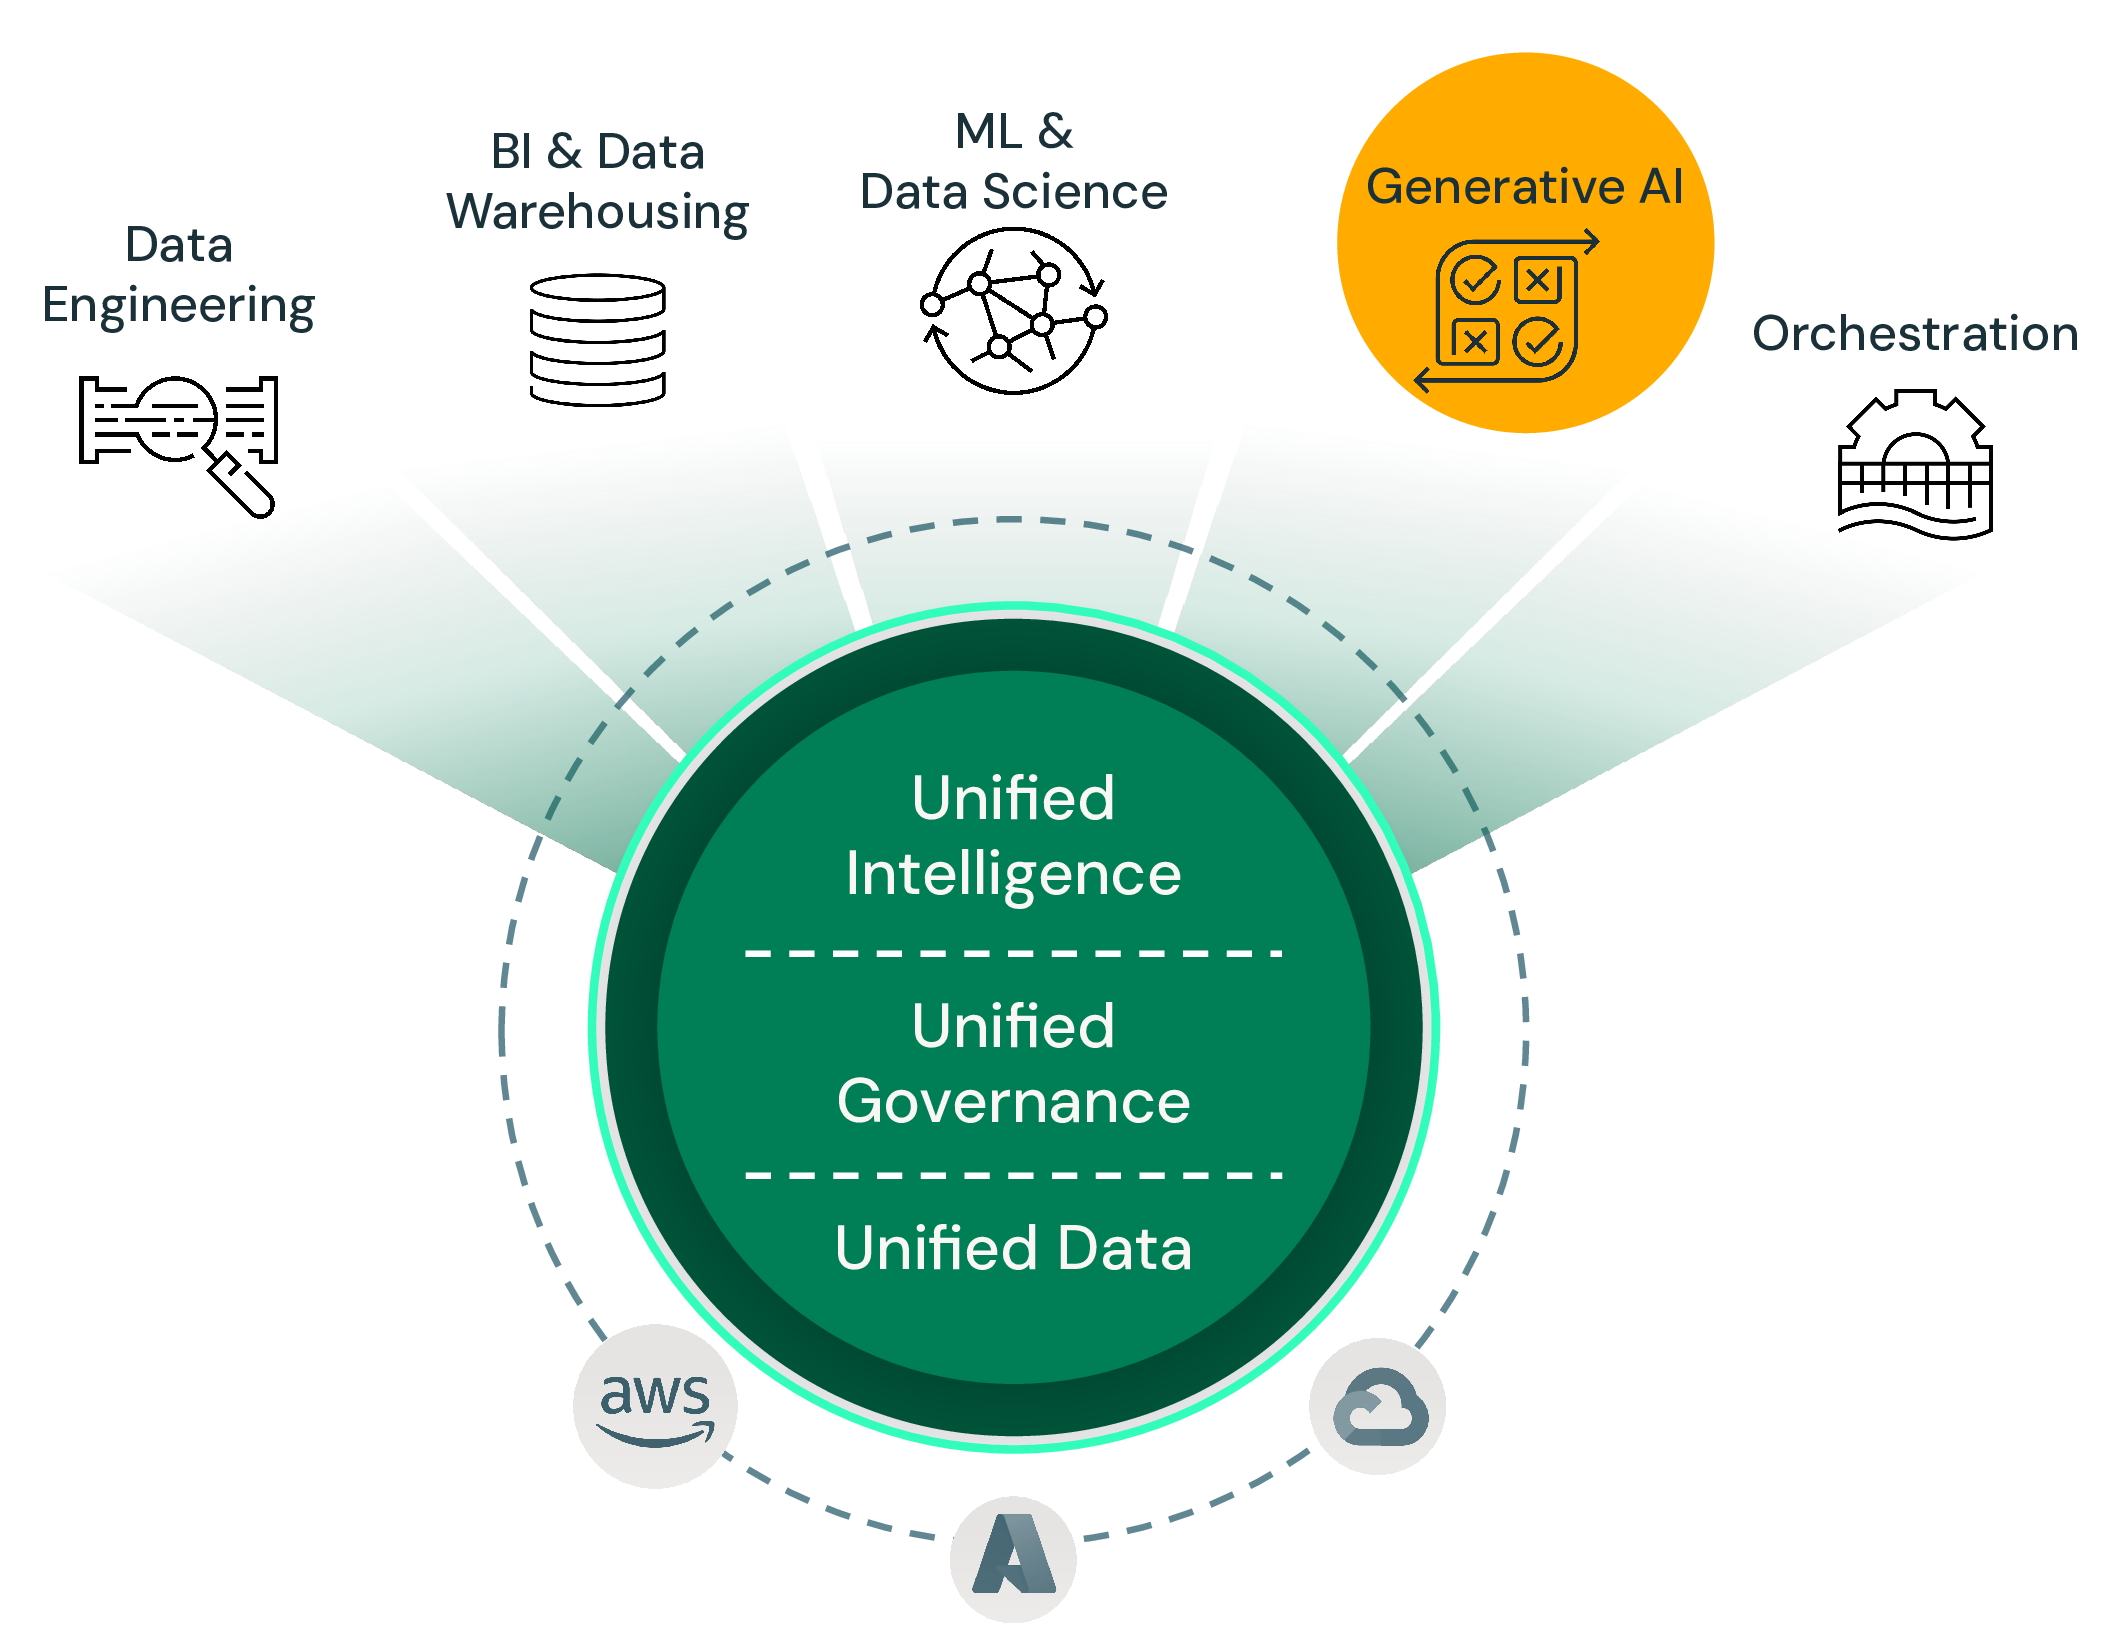 Data
Engineering
BI & Data
Warehousing
ML &
Data Science
Generative AI
Orchestration
Unified
Intelligence
Unified
Governance
Unified Data
aws